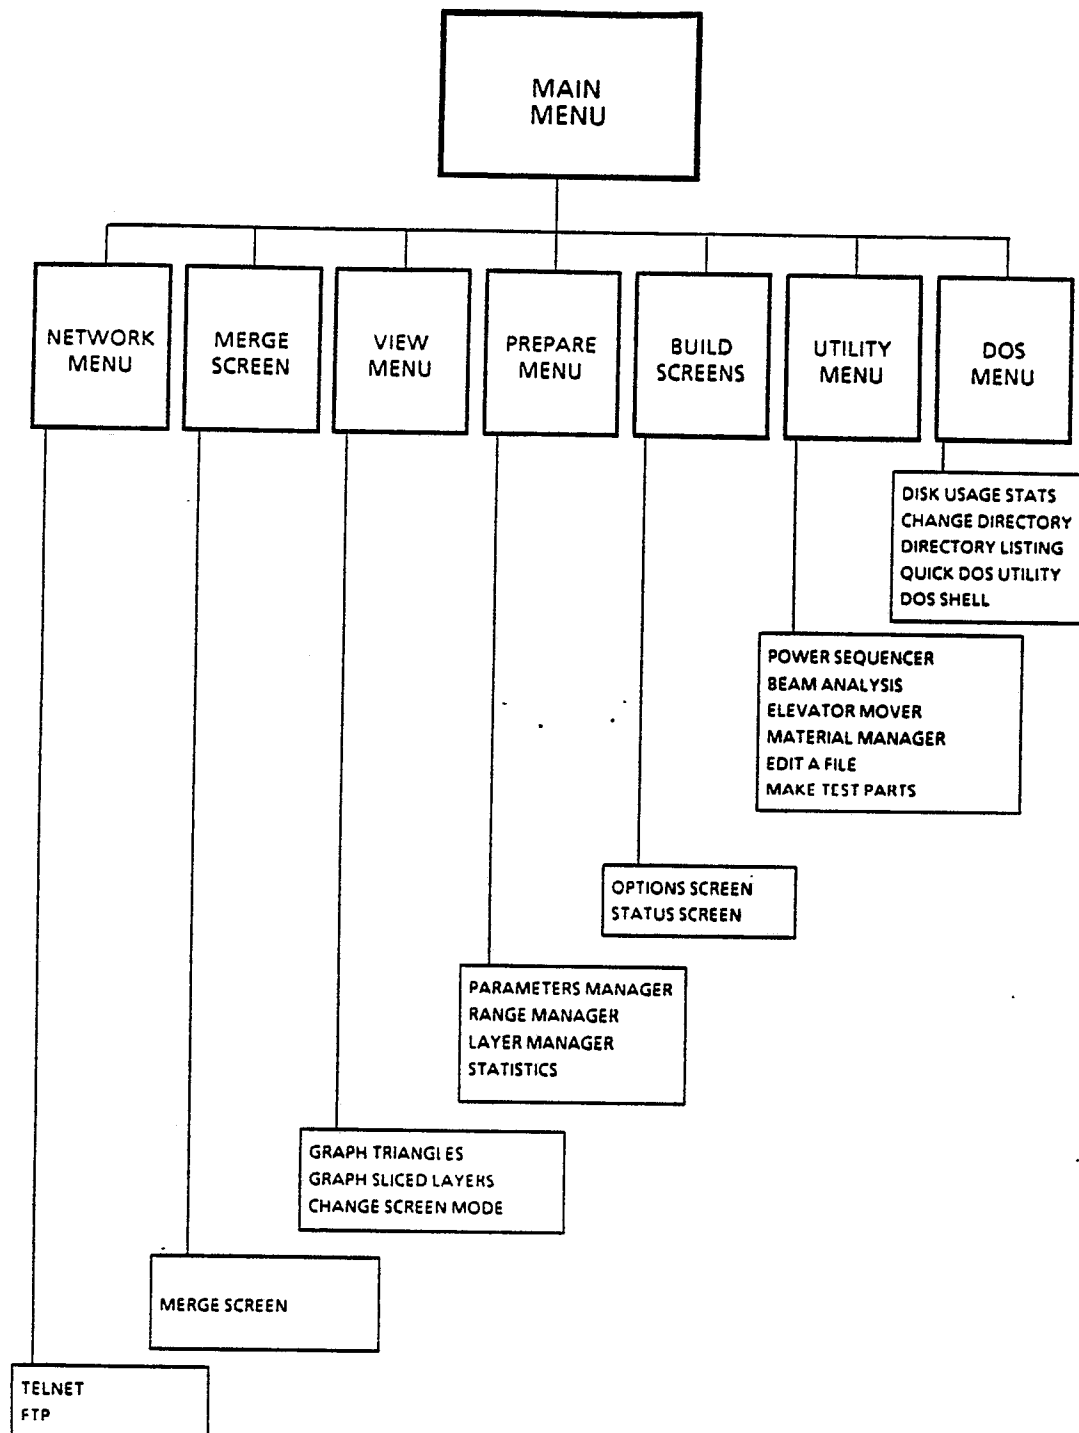 MAIN
MENU
NETWORK
MENU
MERGE
SCREEN
VIEW
MENU
PREPARE
MENU
BUILD
SCREENS
UTILITY
MENU
DOS
MENU
DISK USAGE STATS
CHANGE DIRECTORY
DIRECTORY LISTING
QUICK DOS UTILITY
DOS SHELL
POWER SEQUENCER
BEAM ANALYSIS
ELEVATOR MOVER
MATERIAL MANAGER
EDIT A FILE
MAKE TEST PARTS
OPTIONS SCREEN
STATUS SCREEN
PARAMETERS MANAGER
RANGE MANAGER
LAYER MANAGER
STATISTICS
GRAPH TRIANGLES
GRAPH SLICED LAYERS
CHANGE SCREEN MODE
MERGE SCREEN
TELNET
FTP